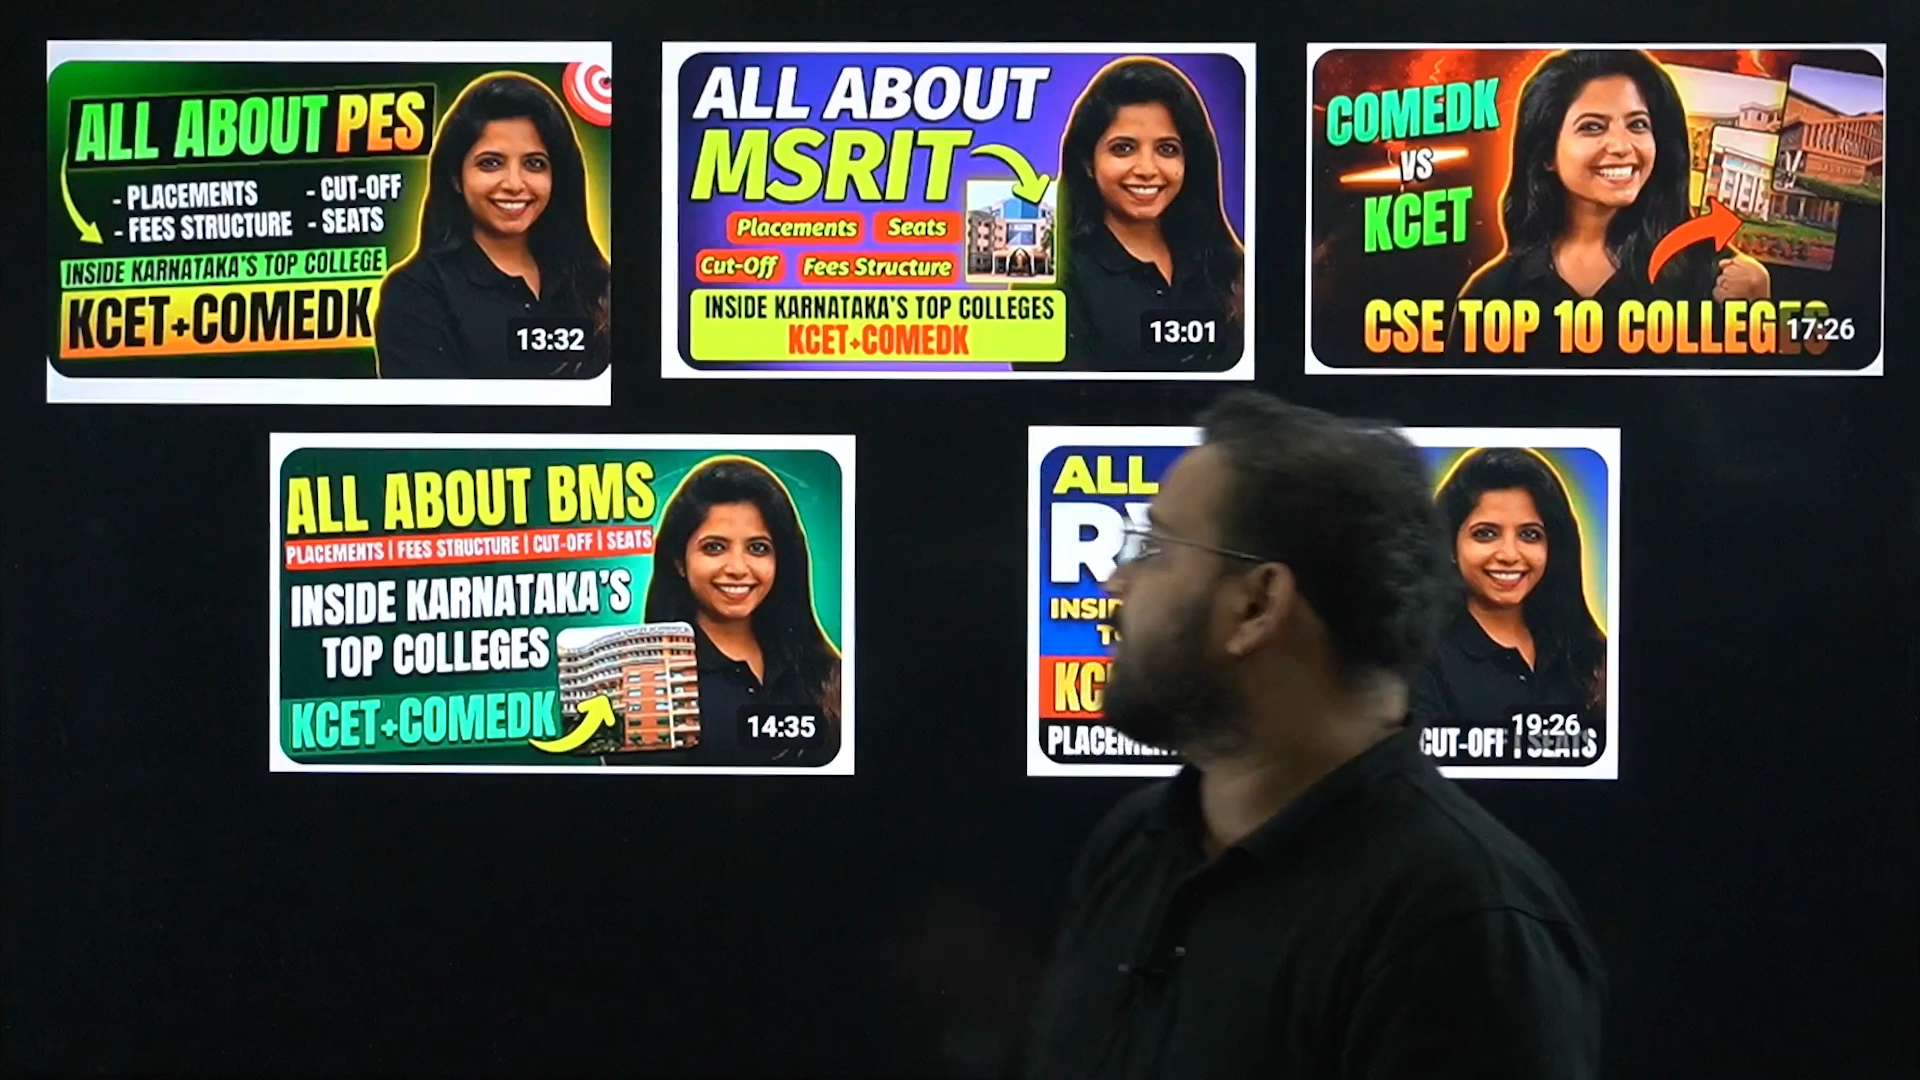 ALL ABOUT PES
- PLACEMENTS - CUT-OFF
- FEES STRUCTURE - SEATS
INSIDE KARNATAKA'S TOP COLLEGE
KCET+COMEDK
13:32
ALL ABOUT
MSRIT
Placements Seats
Cut-Off Fees Structure
INSIDE KARNATAKA'S TOP COLLEGES
KCET+COMEDK
13:01
COMEDK
VS
KCET
CSE TOP 10 COLLEGES
17:26
ALL ABOUT BMS
PLACEMENTS | FEES STRUCTURE | CUT-OFF | SEATS
INSIDE KARNATAKA'S
TOP COLLEGES
KCET+COMEDK
14:35
ALL
19:26
CUT-OFF | SEATS